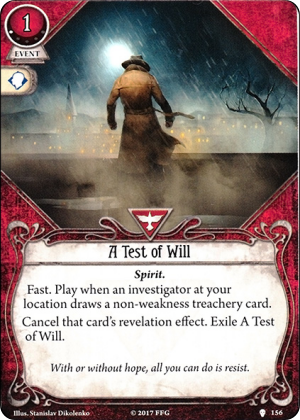 1
EVENT
A Test of Will
Spirit.
Fast. Play when an investigator at your
location draws a non-weakness treachery card.
Cancel that card's revelation effect. Exile A Test
of Will.
With or without hope, all you can do is resist.
Illus. Stanislav Dikolenko
© 2017 FFG
156